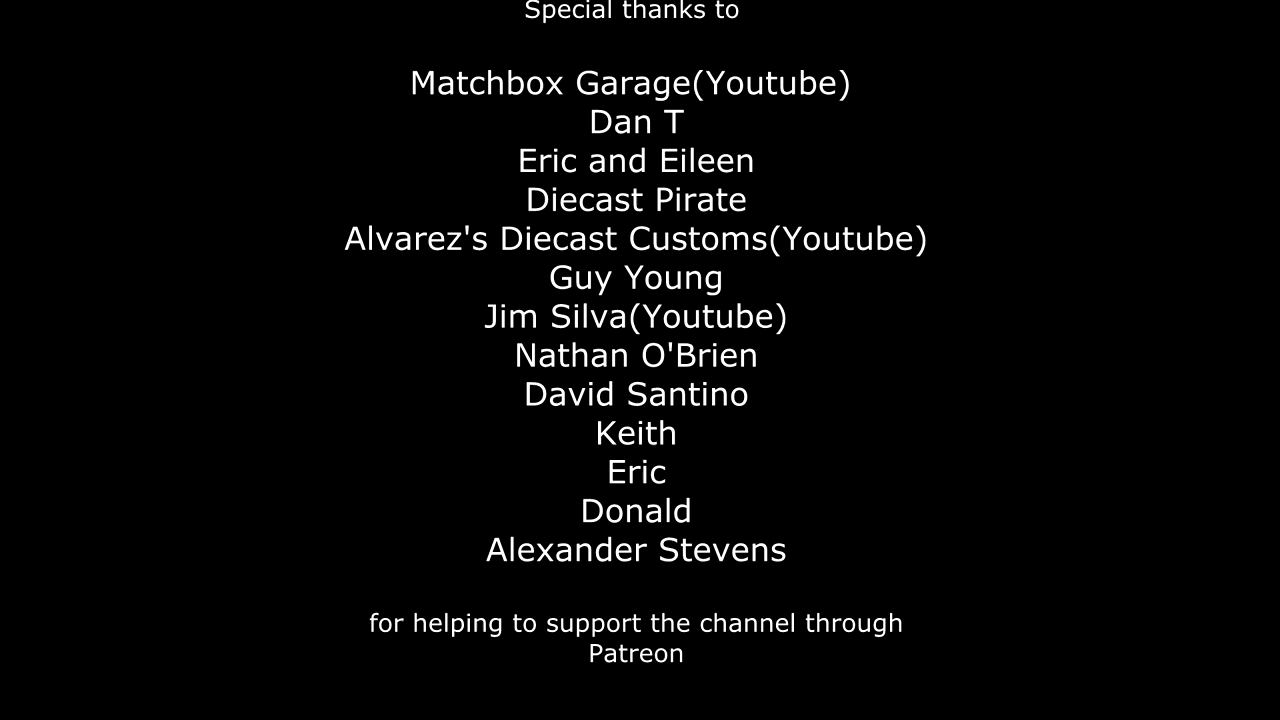 Special thanks to
Matchbox Garage(Youtube)
Dan T
Eric and Eileen
Diecast Pirate
Alvarez's Diecast Customs(Youtube)
Guy Young
Jim Silva(Youtube)
Nathan O'Brien
David Santino
Keith
Eric
Donald
Alexander Stevens
for helping to support the channel through
Patreon